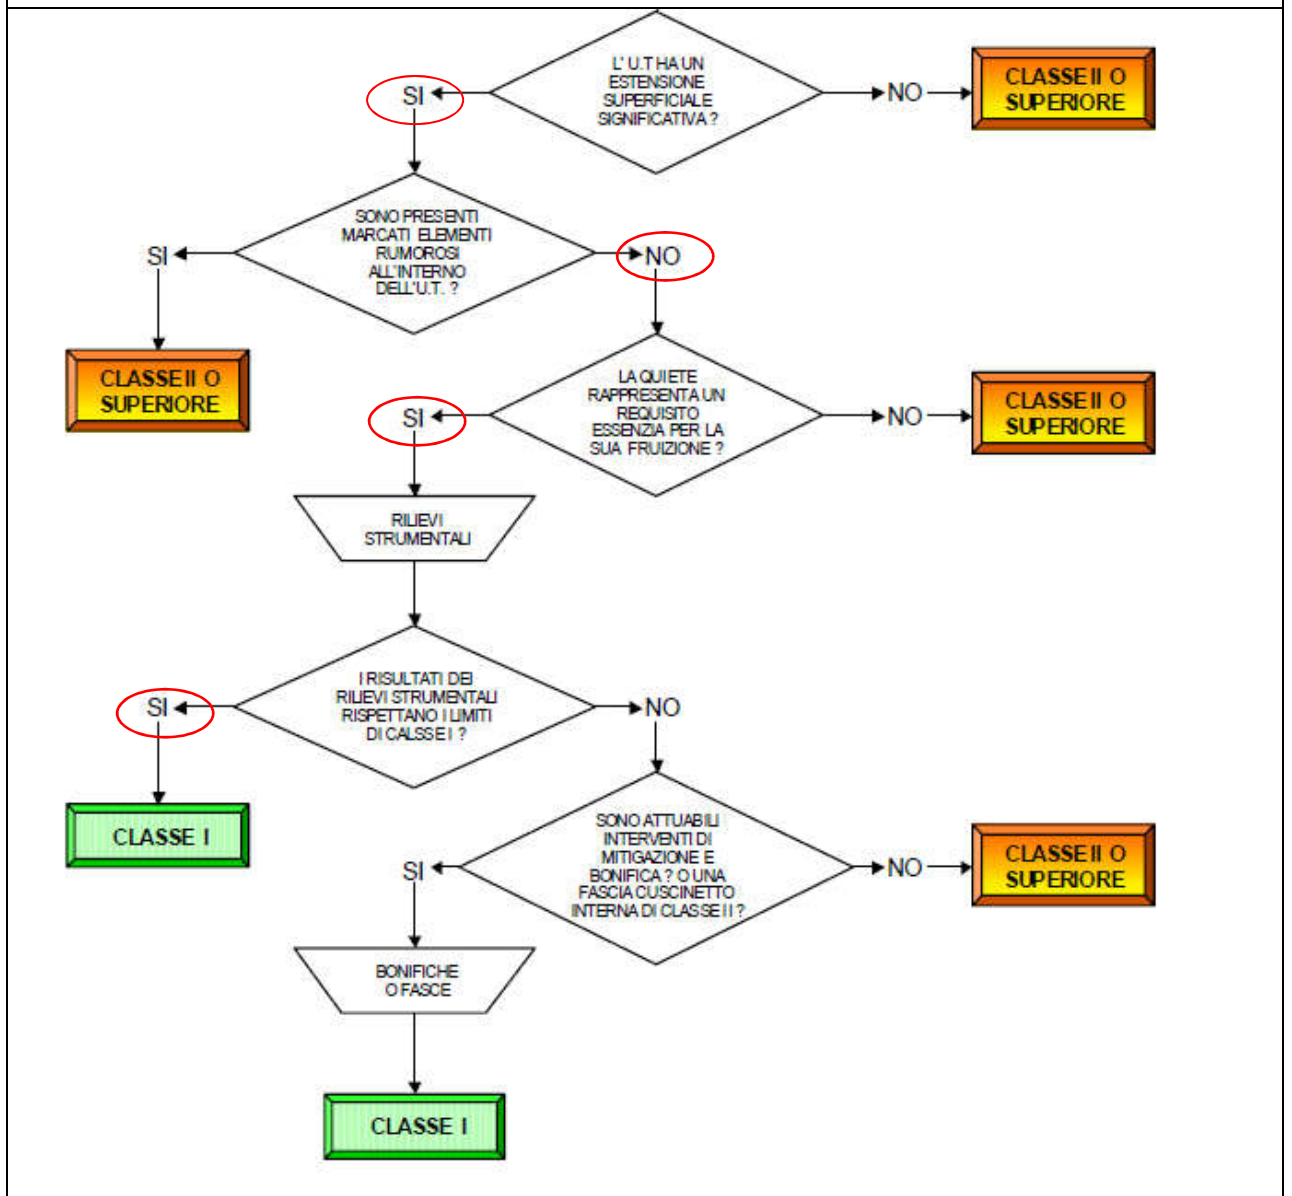 L' U.T HA UN
ESTENSIONE
SUPERFICIALE
SIGNIFICATIVA ?
SI
NO
CLASSE II O
SUPERIORE
SONO PRESENTI
MARCATI ELEMENTI
RUMOROSI
ALL'INTERNO
DELL'U.T. ?
SI
NO
CLASSE II O
SUPERIORE
LA QUIETE
RAPPRESENTA UN
REQUISITO
ESSENZIA PER LA
SUA FRUIZIONE ?
SI
NO
CLASSE II O
SUPERIORE
RILIEVI
STRUMENTALI
I RISULTATI DEI
RILIEVI STRUMENTALI
RISPETTANO I LIMITI
DI CALSSE I ?
SI
NO
CLASSE I
SONO ATTUABILI
INTERVENTI DI
MITIGAZIONE E
BONIFICA ? O UNA
FASCIA CUSCINETTO
INTERNA DI CLASSE II ?
SI
NO
CLASSE II O
SUPERIORE
BONIFICHE
O FASCE
CLASSE I